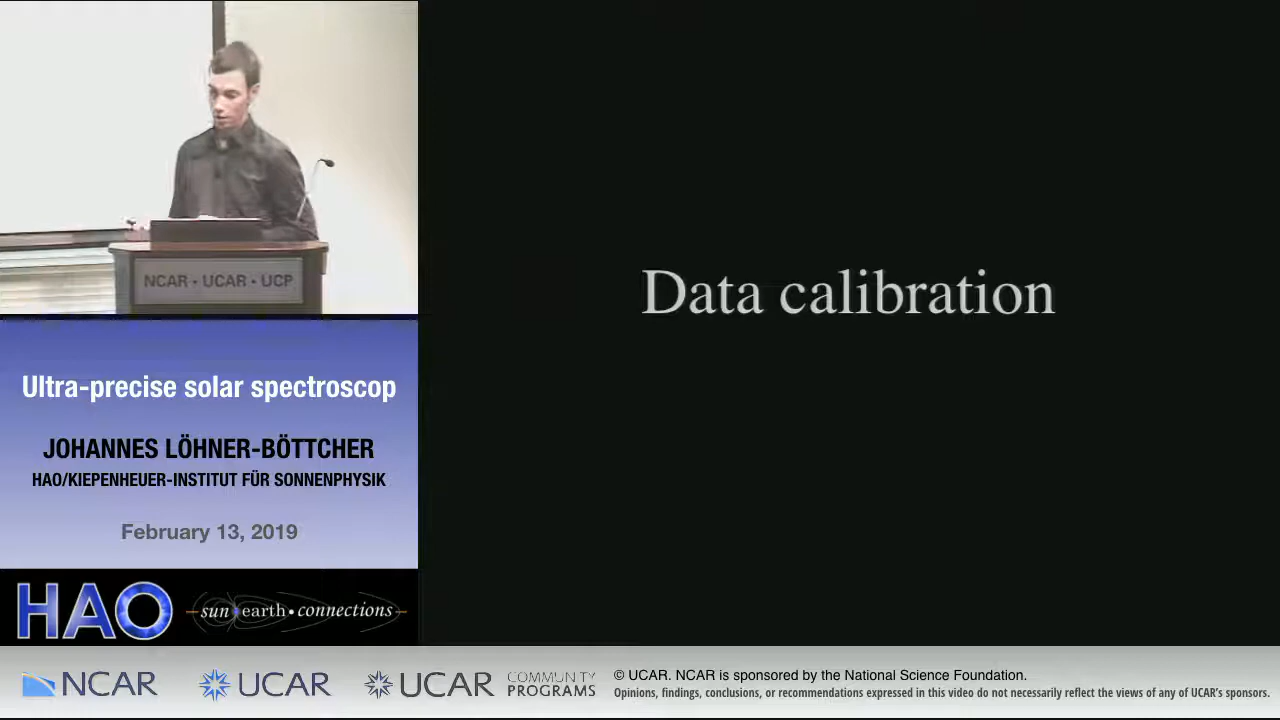 NCAR • UCAR • UCP
Data calibration
Ultra-precise solar spectroscop
JOHANNES LÖHNER-BÖTTCHER
HAO/KIEPENHEUER-INSTITUT FÜR SONNENPHYSIK
February 13, 2019
HAO
sun•earth•connections
NCAR
UCAR
UCAR
COMMUNITY
PROGRAMS
© UCAR. NCAR is sponsored by the National Science Foundation.
Opinions, findings, conclusions, or recommendations expressed in this video do not necessarily reflect the views of any of UCAR's sponsors.